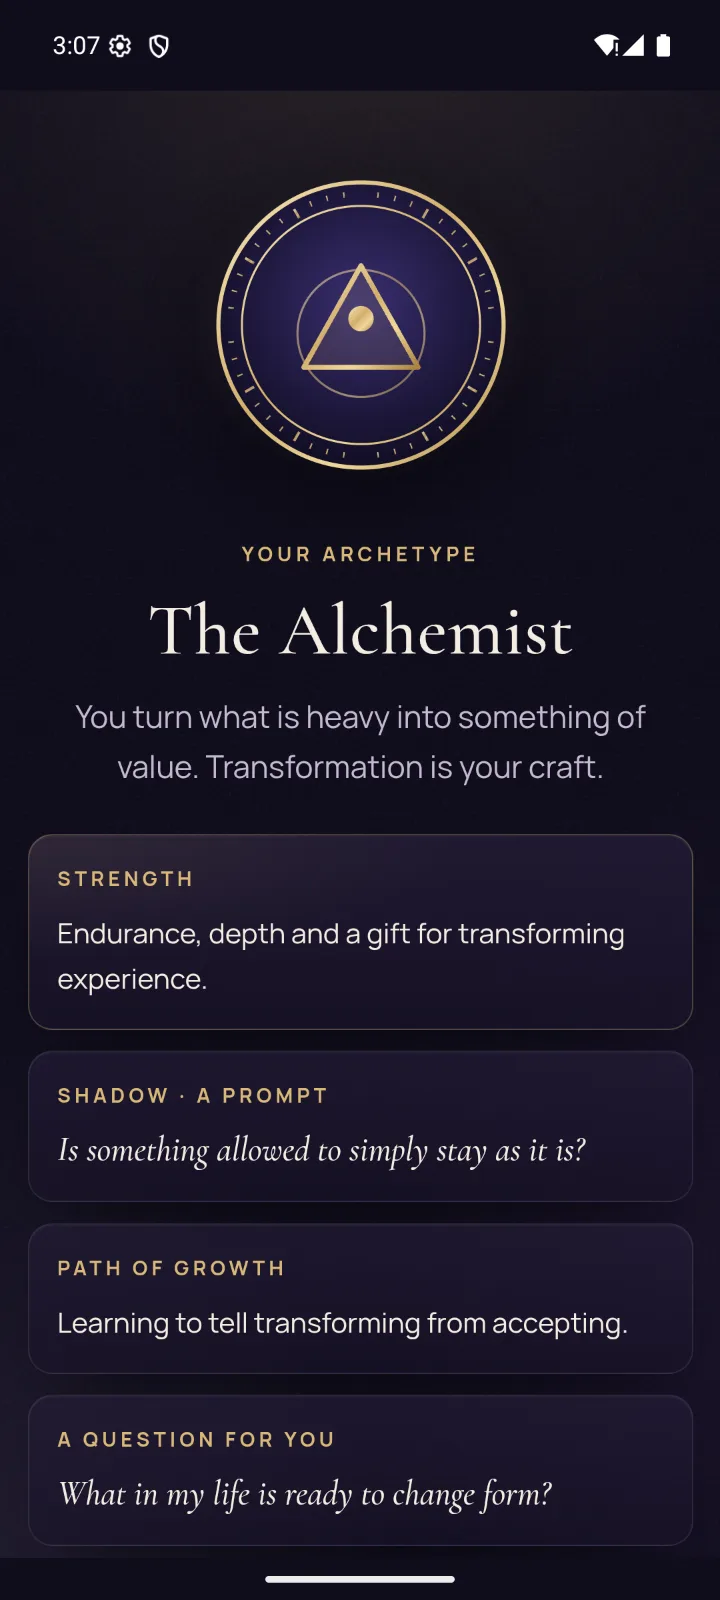 3:07
YOUR ARCHETYPE
The Alchemist
You turn what is heavy into something of
value. Transformation is your craft.
STRENGTH
Endurance, depth and a gift for transforming
experience.
SHADOW · A PROMPT
Is something allowed to simply stay as it is?
PATH OF GROWTH
Learning to tell transforming from accepting.
A QUESTION FOR YOU
What in my life is ready to change form?